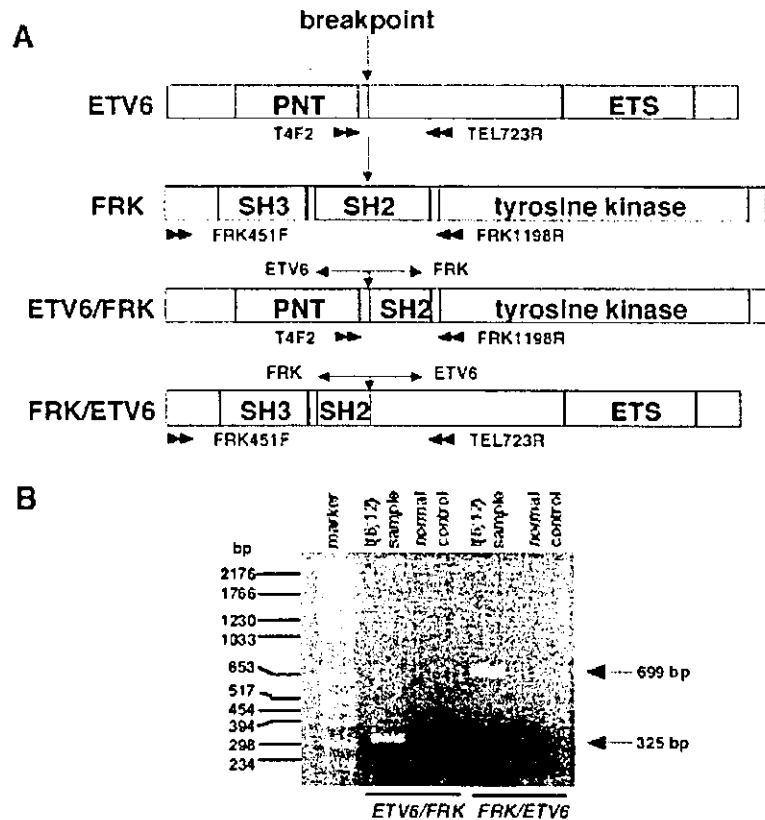 A
breakpoint
ETV6
PNT
ETS
T4F2
TEL723R
FRK
SH3
SH2
tyrosine kinase
FRK451F
FRK1198R
ETV6
FRK
ETV6/FRK
PNT
SH2
tyrosine kinase
T4F2
FRK1198R
FRK
ETV6
FRK/ETV6
SH3
SH2
ETS
FRK451F
TEL723R
B
marker
t(6;12)
sample
normal
control
t(6;12)
sample
normal
control
bp
2176
1766
1230
1033
653
517
454
394
298
234
699 bp
325 bp
ETV6/FRK
FRK/ETV6